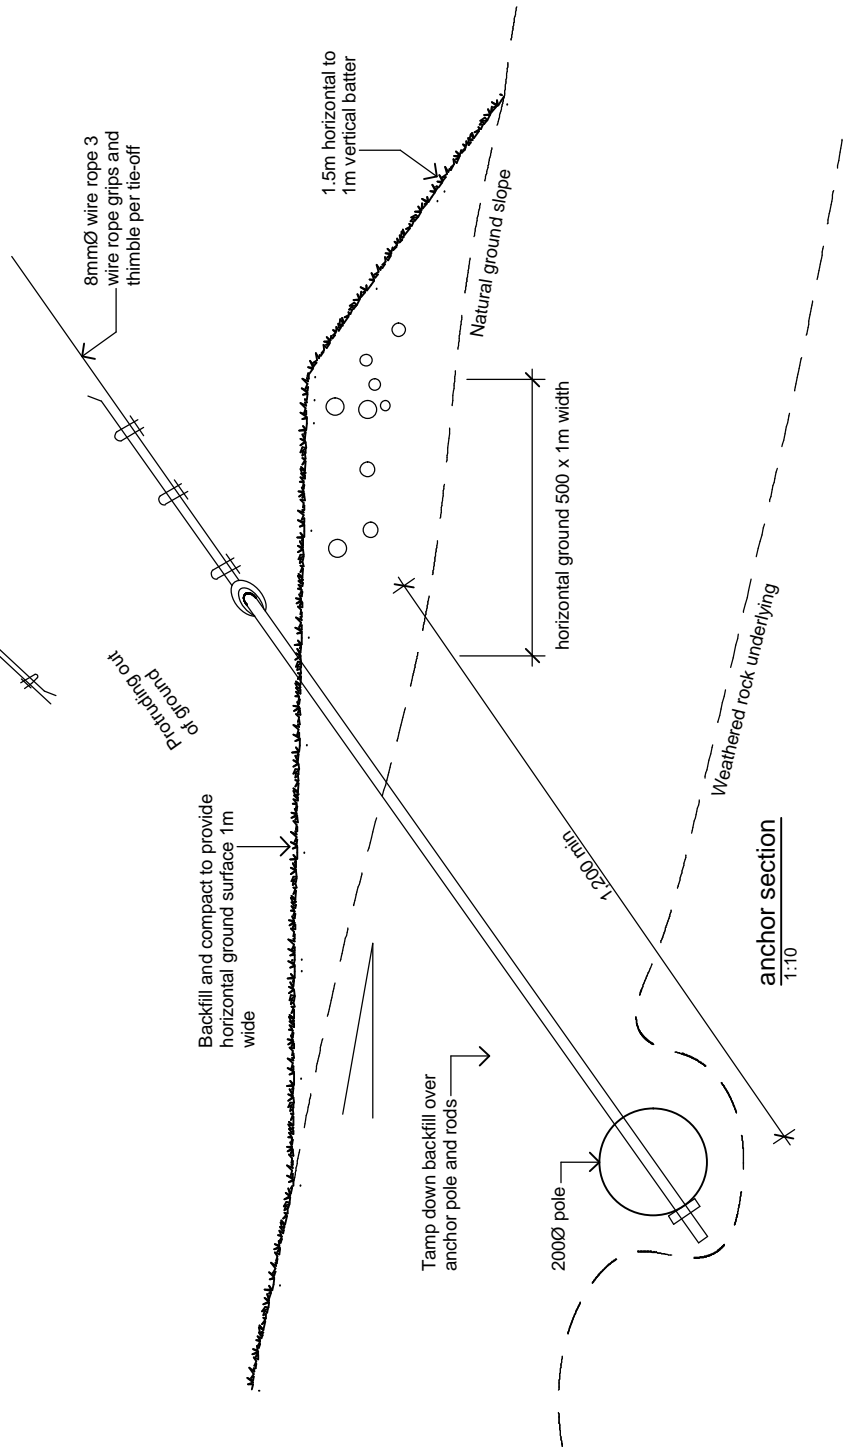 8mmØ wire rope 3
wire rope grips and
thimble per tie-off
1.5m horizontal to
1m vertical batter
Natural ground slope
Protruding out
of ground
horizontal ground 500 x 1m width
Backfill and compact to provide
horizontal ground surface 1m
wide
Weathered rock underlying
1,200 min
Tamp down backfill over
anchor pole and rods
200Ø pole
anchor section
1:10